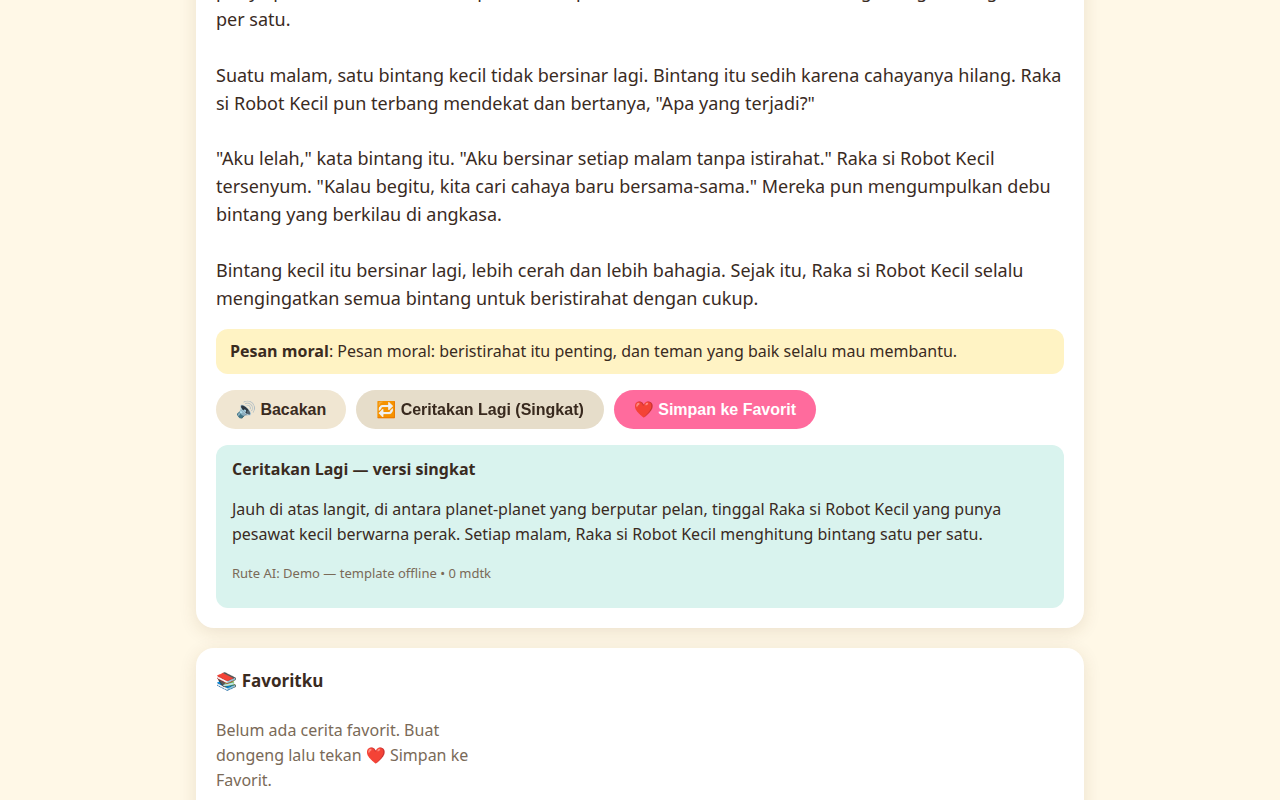 per satu.
Suatu malam, satu bintang kecil tidak bersinar lagi. Bintang itu sedih karena cahayanya hilang. Raka
si Robot Kecil pun terbang mendekat dan bertanya, "Apa yang terjadi?"
"Aku lelah," kata bintang itu. "Aku bersinar setiap malam tanpa istirahat." Raka si Robot Kecil
tersenyum. "Kalau begitu, kita cari cahaya baru bersama-sama." Mereka pun mengumpulkan debu
bintang yang berkilau di angkasa.
Bintang kecil itu bersinar lagi, lebih cerah dan lebih bahagia. Sejak itu, Raka si Robot Kecil selalu
mengingatkan semua bintang untuk beristirahat dengan cukup.
Pesan moral: Pesan moral: beristirahat itu penting, dan teman yang baik selalu mau membantu.
🔊 Bacakan
🔁 Ceritakan Lagi (Singkat)
❤️ Simpan ke Favorit
Ceritakan Lagi — versi singkat
Jauh di atas langit, di antara planet-planet yang berputar pelan, tinggal Raka si Robot Kecil yang punya
pesawat kecil berwarna perak. Setiap malam, Raka si Robot Kecil menghitung bintang satu per satu.
Rute AI: Demo — template offline • 0 mdtk
📚 Favoritku
Belum ada cerita favorit. Buat
dongeng lalu tekan ❤️ Simpan ke
Favorit.